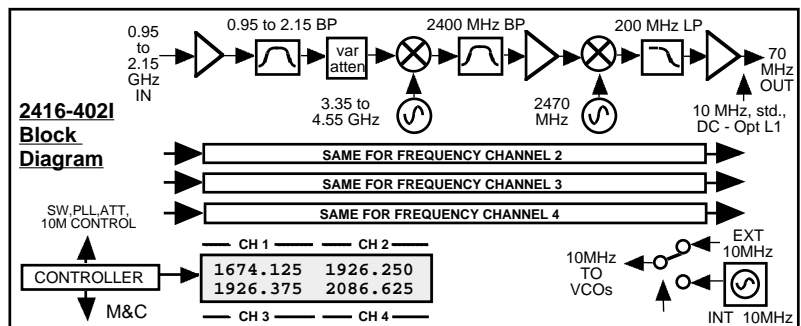 0.95
to
2.15
GHz
IN
0.95 to 2.15 BP
var
atten
2400 MHz BP
200 MHz LP
70
MHz
OUT
3.35 to
4.55 GHz
2470
MHz
10 MHz, std.,
DC - Opt L1
2416-402I
Block
Diagram
SAME FOR FREQUENCY CHANNEL 2
SAME FOR FREQUENCY CHANNEL 3
SAME FOR FREQUENCY CHANNEL 4
SW,PLL,ATT,
10M CONTROL
CONTROLLER
M&C
CH 1 CH 2
1674.125 1926.250
1926.375 2086.625
CH 3 CH 4
10MHz
TO
VCOs
EXT
10MHz
INT 10MHz